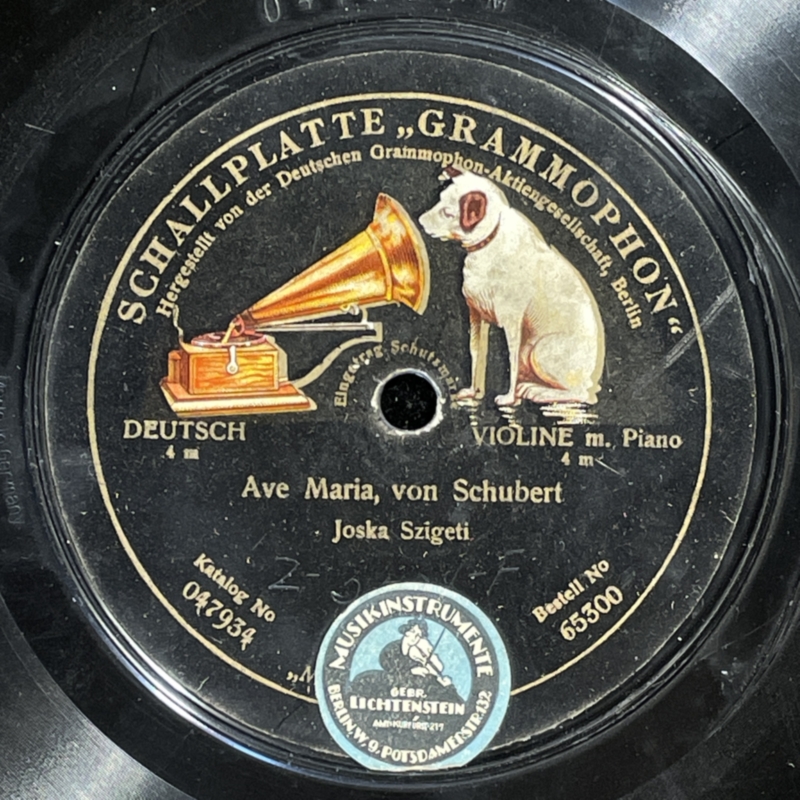 SCHALLPLATTE „GRAMMOPHON“
Hergestellt von der Deutschen Grammophon-Aktiengesellschaft, Berlin
Eingetrag. Schutzmarke
DEUTSCH
4 m
VIOLINE m. Piano
4 m
Ave Maria, von Schubert
Joska Szigeti
Katalog No
047934
Bestell No
65300
MUSIKINSTRUMENTE
GEBR.
LICHTENSTEIN
BERLIN.W.9.POTSDAMERSTR.132